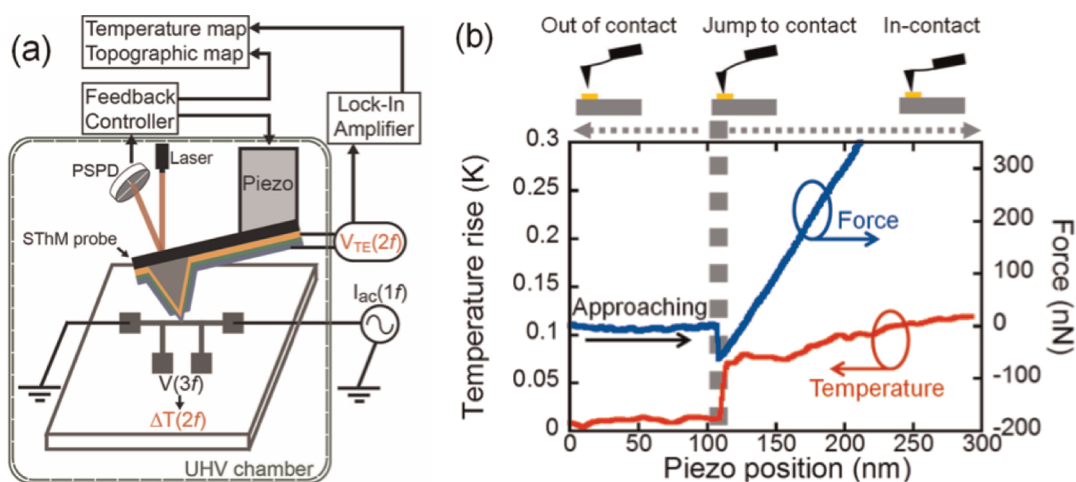 (a)
Temperature map
Topographic map
Feedback
Controller
Lock-In
Amplifier
PSPD
Laser
Piezo
SThM probe
V_TE(2f)
I_ac(1f)
V(3f)
ΔT(2f)
UHV chamber
(b)
Out of contact
Jump to contact
In-contact
Temperature rise (K)
0.3
0.25
0.2
0.15
0.1
0.05
0
Approaching
Force
Temperature
300
200
100
0
-100
-200
Force (nN)
0
50
100
150
200
250
300
Piezo position (nm)